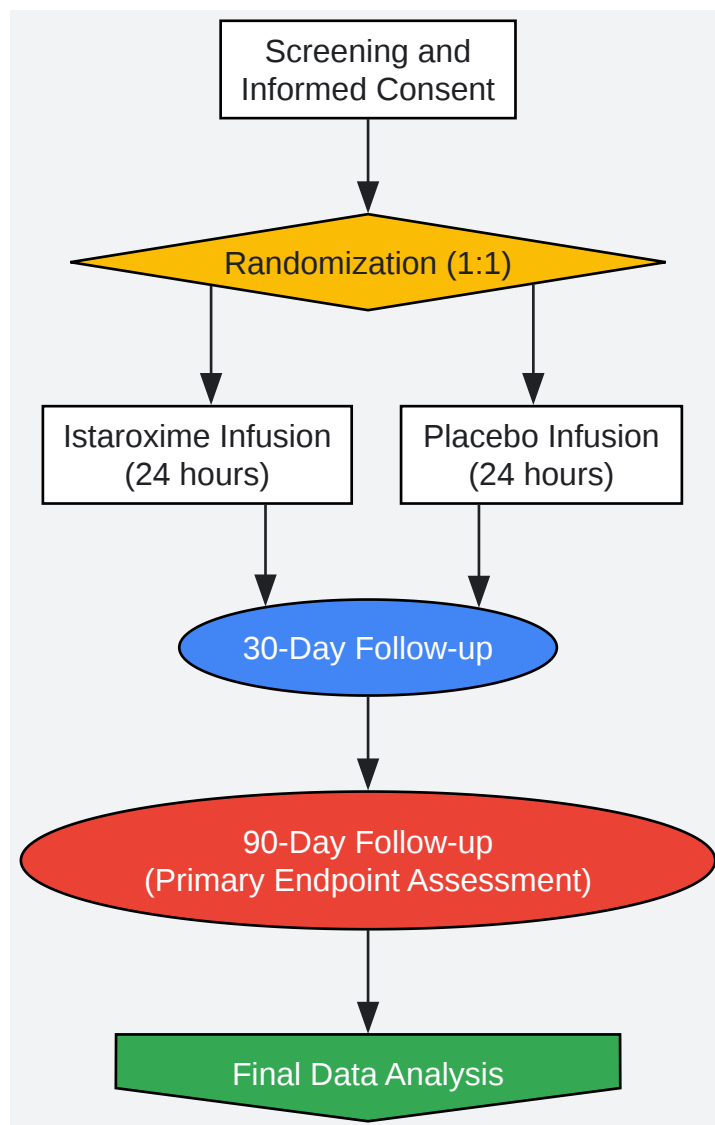 Screening and
Informed Consent
Randomization (1:1)
Istaroxime Infusion
(24 hours)
Placebo Infusion
(24 hours)
30-Day Follow-up
90-Day Follow-up
(Primary Endpoint Assessment)
Final Data Analysis